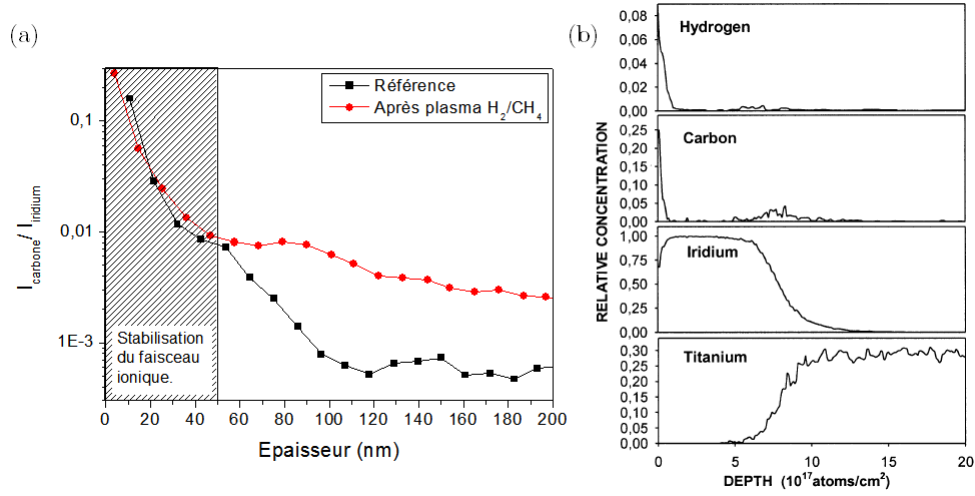 (a)
I carbone / I iridium
0,1
0,01
1E-3
Référence
Après plasma H2/CH4
Stabilisation
du faisceau
ionique.
0 20 40 60 80 100 120 140 160 180 200
Epaisseur (nm)
(b)
RELATIVE CONCENTRATION
Hydrogen
0,08
0,06
0,04
0,02
0,00
Carbon
0,25
0,20
0,15
0,10
0,05
0,00
Iridium
1,00
0,75
0,50
0,25
0,00
Titanium
0,30
0,25
0,20
0,15
0,10
0,05
0,00
0 5 10 15 20
DEPTH (10^17 atoms/cm^2)